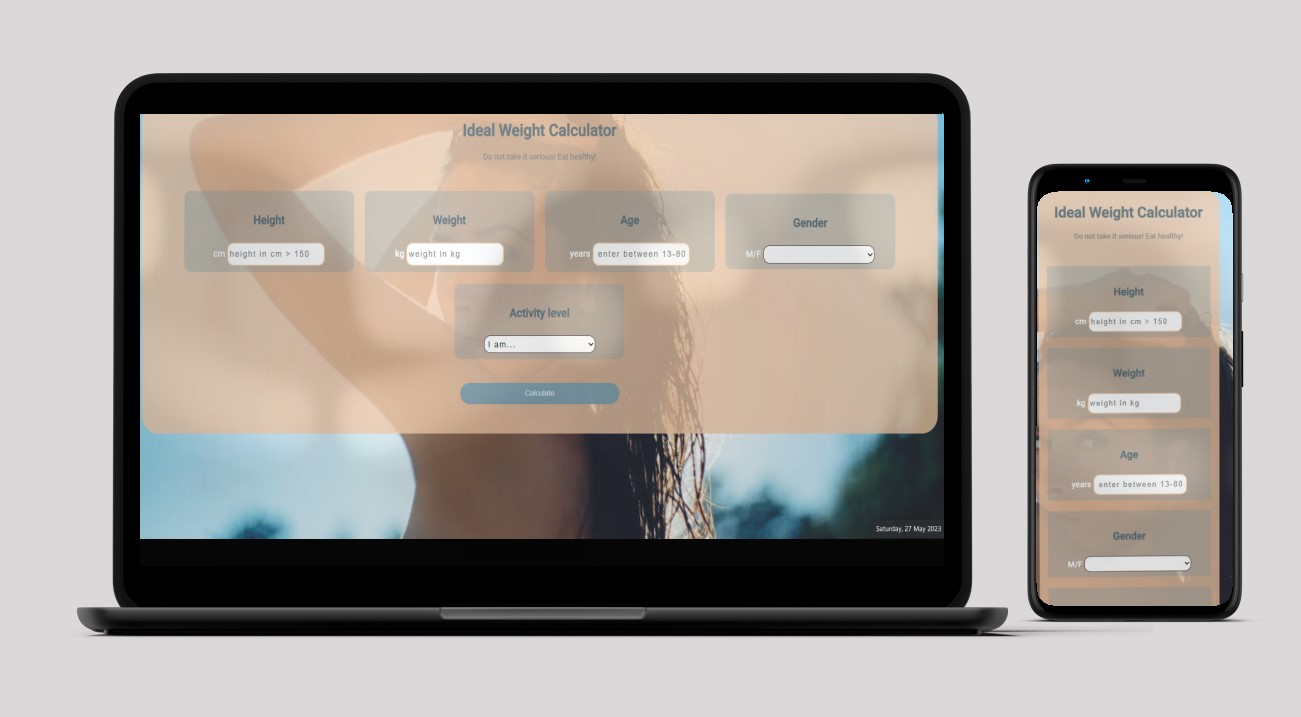 Ideal Weight Calculator
Do not take it serious! Eat healthy!
Height
cm height in cm > 150
Weight
kg weight in kg
Age
years enter between 13-80
Gender
M/F
Activity level
I am...
Calculate
Saturday, 27 May 2023
Ideal Weight Calculator
Do not take it serious! Eat healthy!
Height
cm height in cm > 150
Weight
kg weight in kg
Age
years enter between 13-80
Gender
M/F